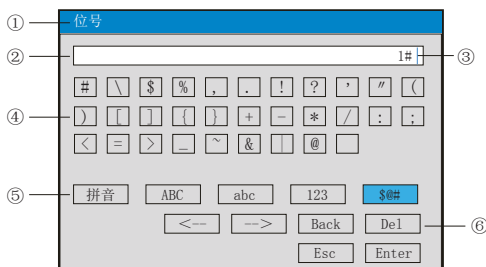 ① 位号
② 1# ③
# \ $ % , . ! ? ' " (
④ ) [ ] { } + - * / : ;
< = > _ ~ & | @
⑤ 拼音 ABC abc 123 $@#
<-- --> Back Del ⑥
Esc Enter